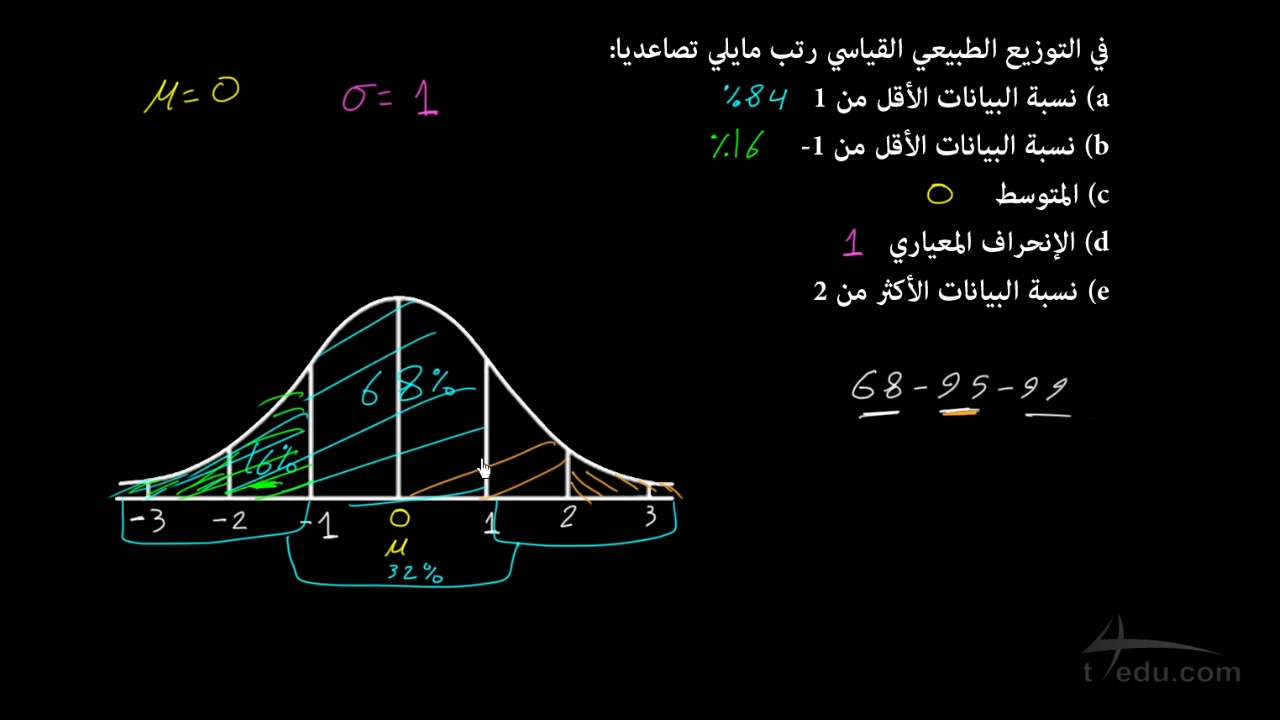 في التوزيع الطبيعي القياسي رتب مايلي تصاعديا:
a) نسبة البيانات الأقل من 1 %84
b) نسبة البيانات الأقل من 1- %16
c) المتوسط 0
d) الإنحراف المعياري 1
e) نسبة البيانات الأكثر من 2
μ=0 σ=1
68-95-99
68%
16%
-3 -2 -1 0 1 2 3
μ
32%
t4edu.com